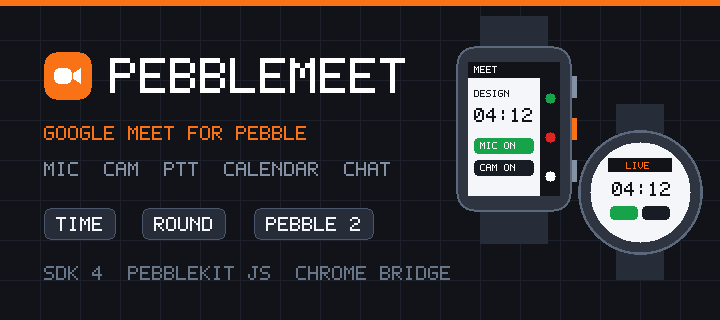 PEBBLEMEET
GOOGLE MEET FOR PEBBLE
MIC CAM PTT CALENDAR CHAT
TIME ROUND PEBBLE 2
SDK 4 PEBBLEKIT JS CHROME BRIDGE
MEET
DESIGN
04:12
MIC ON
CAM ON
LIVE
04:12